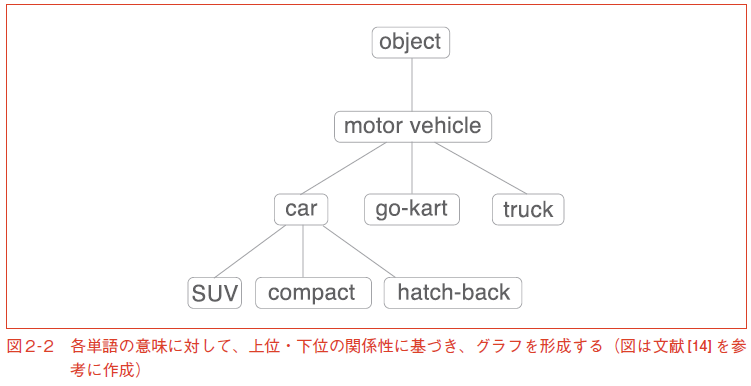 object
motor vehicle
car
go-kart
truck
SUV
compact
hatch-back
図2-2 各単語の意味に対して、上位・下位の関係性に基づき、グラフを形成する（図は文献[14]を参
考に作成）